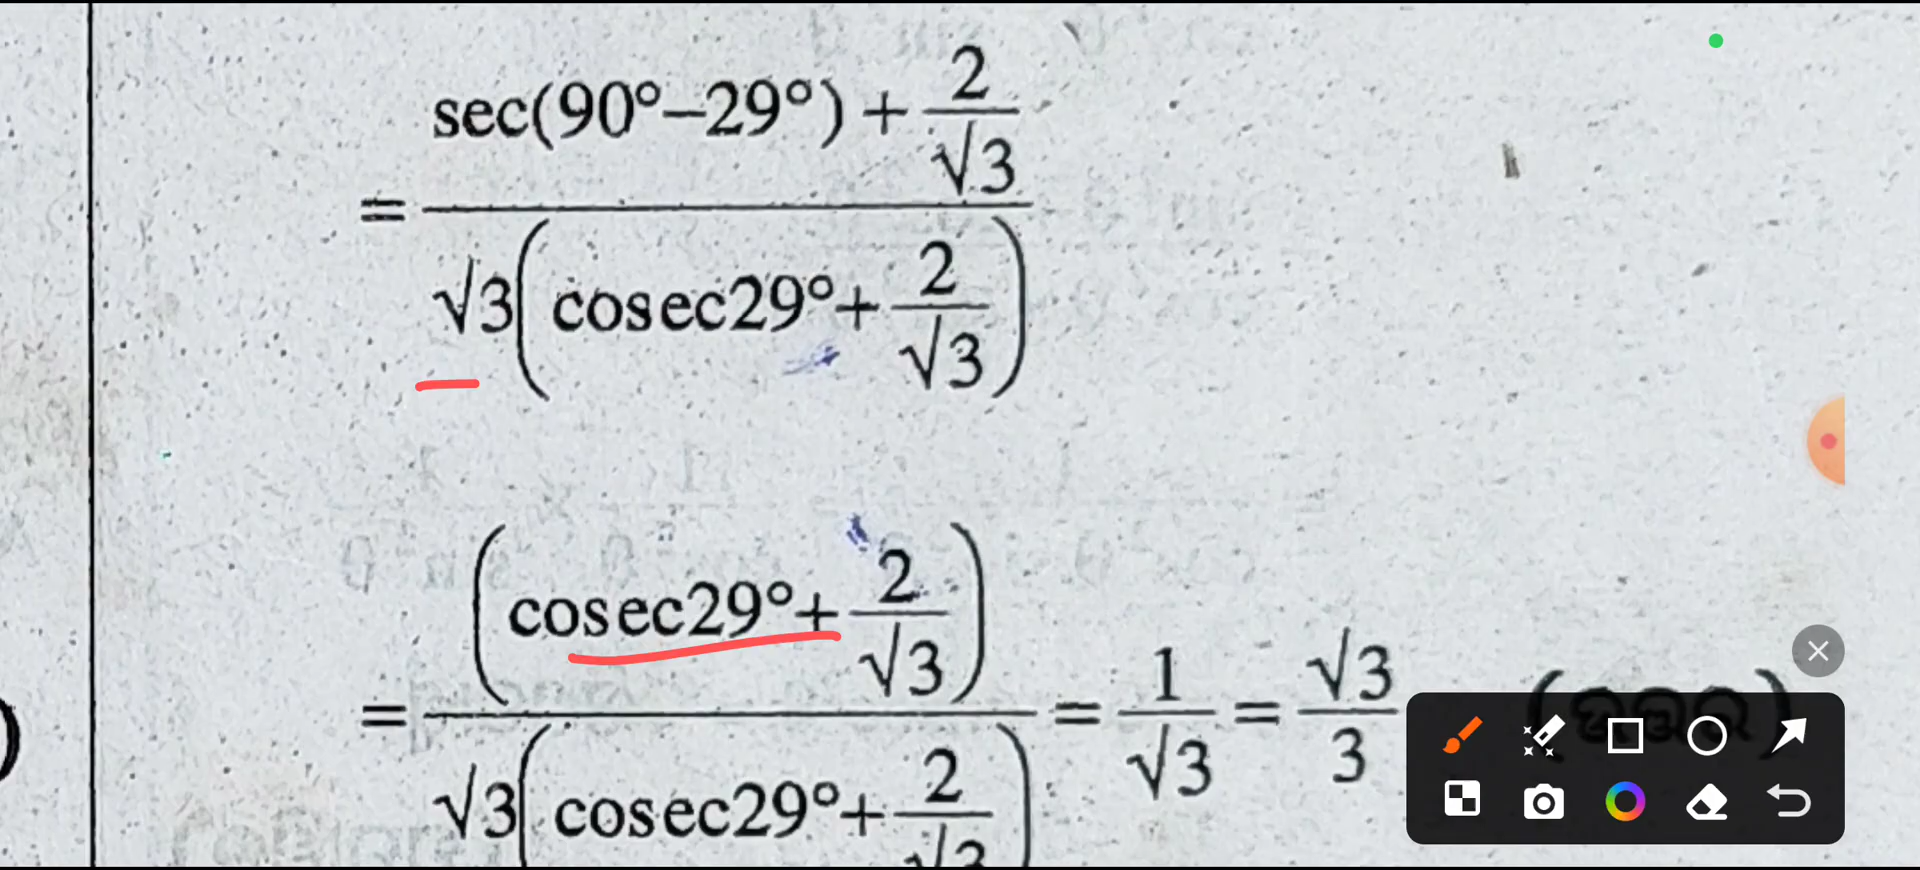 = (sec(90°–29°) + 2/√3) / (√3(cosec29° + 2/√3))
= (cosec29° + 2/√3) / (√3(cosec29° + 2/√3)) = 1/√3 = √3/3
)